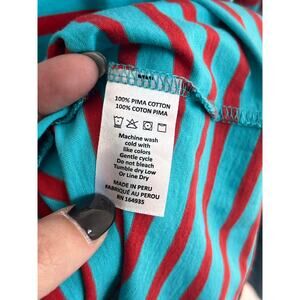 100% PIMA COTTON
100% COTON PIMA
Machine wash
cold with
like colors
Gentle cycle
Do not bleach
Tumble dry Low
Or Line Dry
MADE IN PERU
FABRIQUÉ AU PEROU
RN 164935